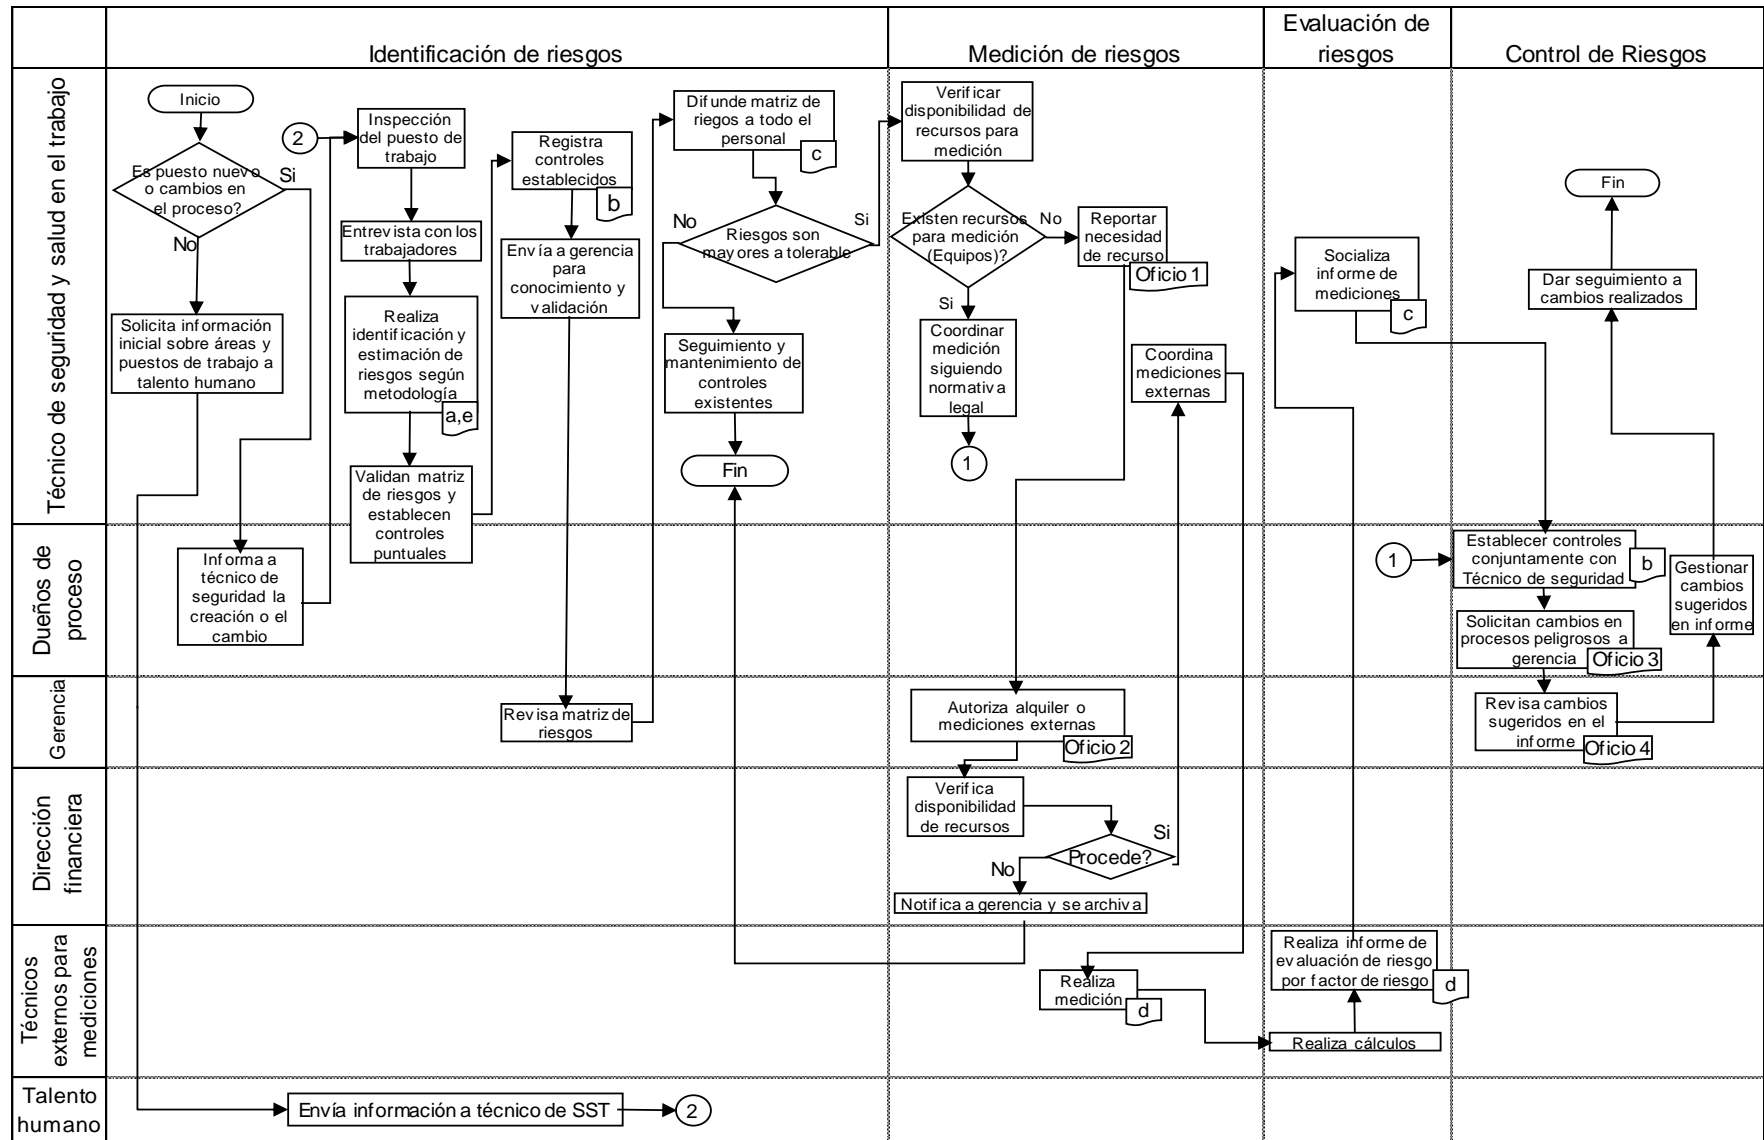 Identificación de riesgos
Medición de riesgos
Evaluación de
riesgos
Control de Riesgos
Técnico de seguridad y salud en el trabajo
Inicio
Es puesto nuevo
o cambios en
el proceso?
Si
No
Solicita información
inicial sobre áreas y
puestos de trabajo a
talento humano
2
Inspección
del puesto de
trabajo
Entrevista con los
trabajadores
Realiza
identificación y
estimación de
riesgos según
metodología
a,e
Validan matriz
de riesgos y
establecen
controles
puntuales
Registra
controles
establecidos
b
Envía a gerencia
para
conocimiento y
validación
Difunde matriz de
riegos a todo el
personal
c
No
Si
Riesgos son
mayores a tolerable
Seguimiento y
mantenimiento de
controles
existentes
Fin
Verificar
disponibilidad de
recursos para
medición
Existen recursos
para medición
(Equipos)?
No
Si
Reportar
necesidad
de recurso
Oficio 1
Coordinar
medición
siguiendo
normativa
legal
1
Coordina
mediciones
externas
Socializa
informe de
mediciones
c
Fin
Dar seguimiento a
cambios realizados
Dueños de
proceso
Informa a
técnico de
seguridad la
creación o el
cambio
1
Establecer controles
conjuntamente con
Técnico de seguridad
b
Solicitan cambios en
procesos peligrosos a
gerencia
Oficio 3
Gestionar
cambios
sugeridos
en informe
Gerencia
Revisa matriz de
riesgos
Autoriza alquiler o
mediciones externas
Oficio 2
Revisa cambios
sugeridos en el
informe
Oficio 4
Dirección
financiera
Verifica
disponibilidad
de recursos
Procede?
Si
No
Notifica a gerencia y se archiva
Técnicos
externos para
mediciones
Realiza
medición
d
Realiza informe de
evaluación de riesgo
por factor de riesgo
d
Realiza cálculos
Talento
humano
Envía información a técnico de SST
2